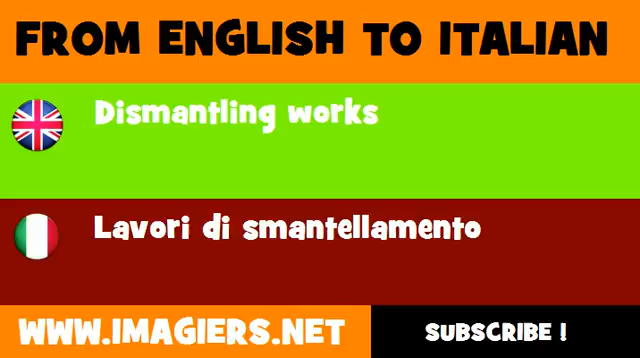 FROM ENGLISH TO ITALIAN
Dismantling works
Lavori di smantellamento
WWW.IMAGIERS.NET
SUBSCRIBE !